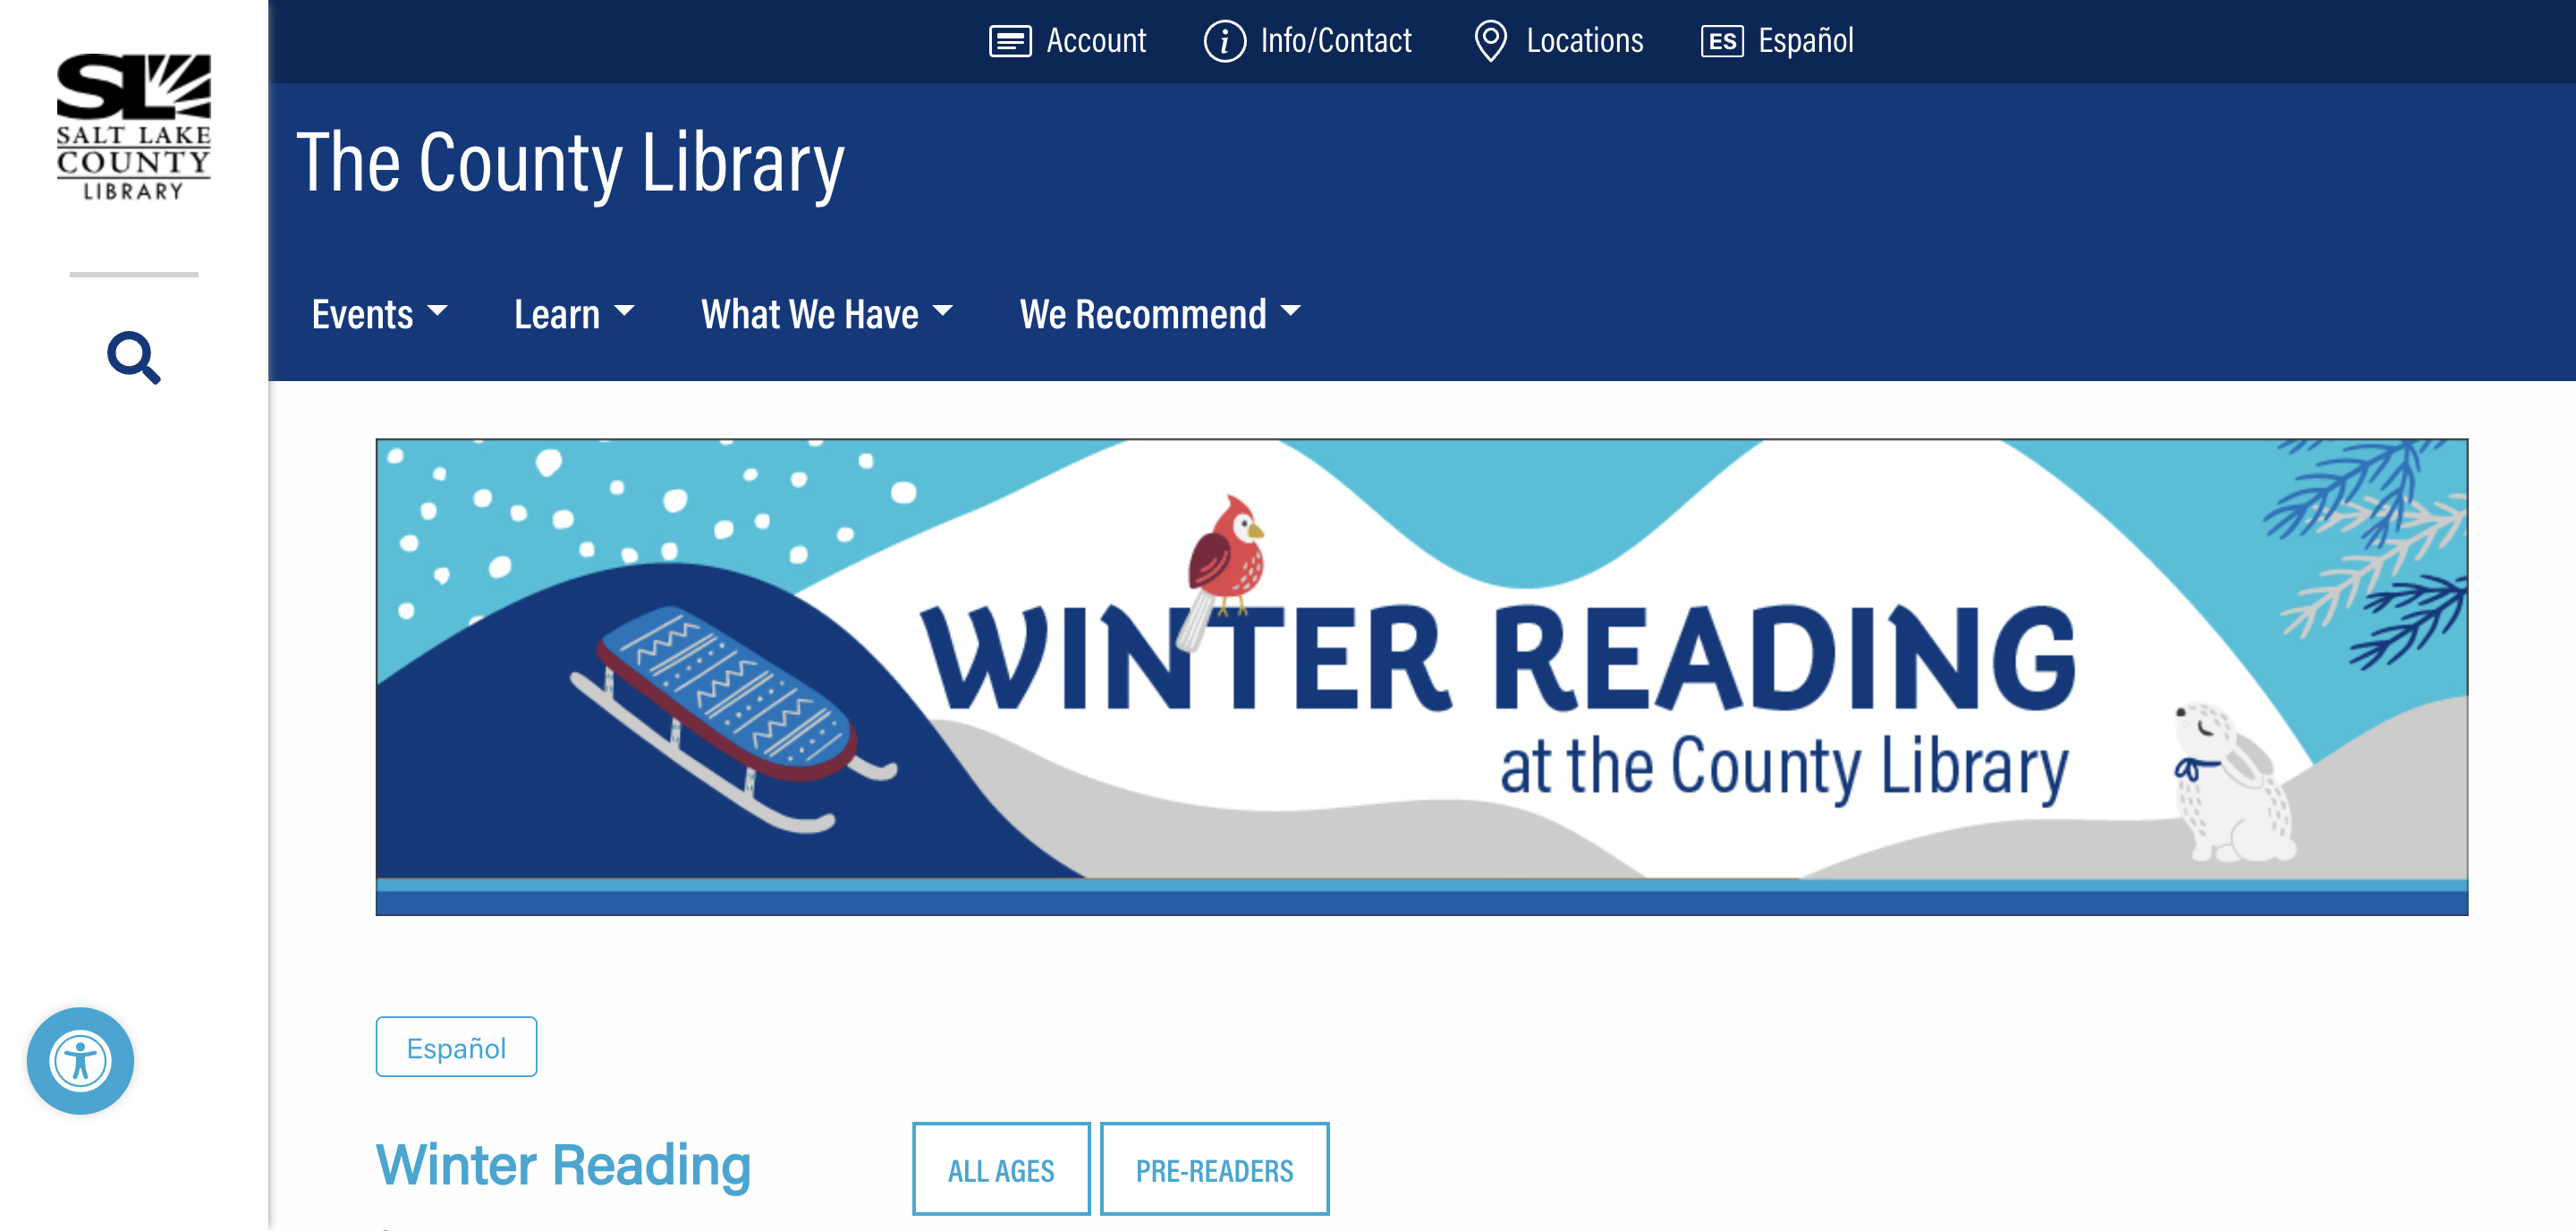 SL
SALT LAKE
COUNTY
LIBRARY
Account
Info/Contact
Locations
ES Español
The County Library
Events
Learn
What We Have
We Recommend
WINTER READING
at the County Library
Español
Winter Reading
ALL AGES
PRE-READERS